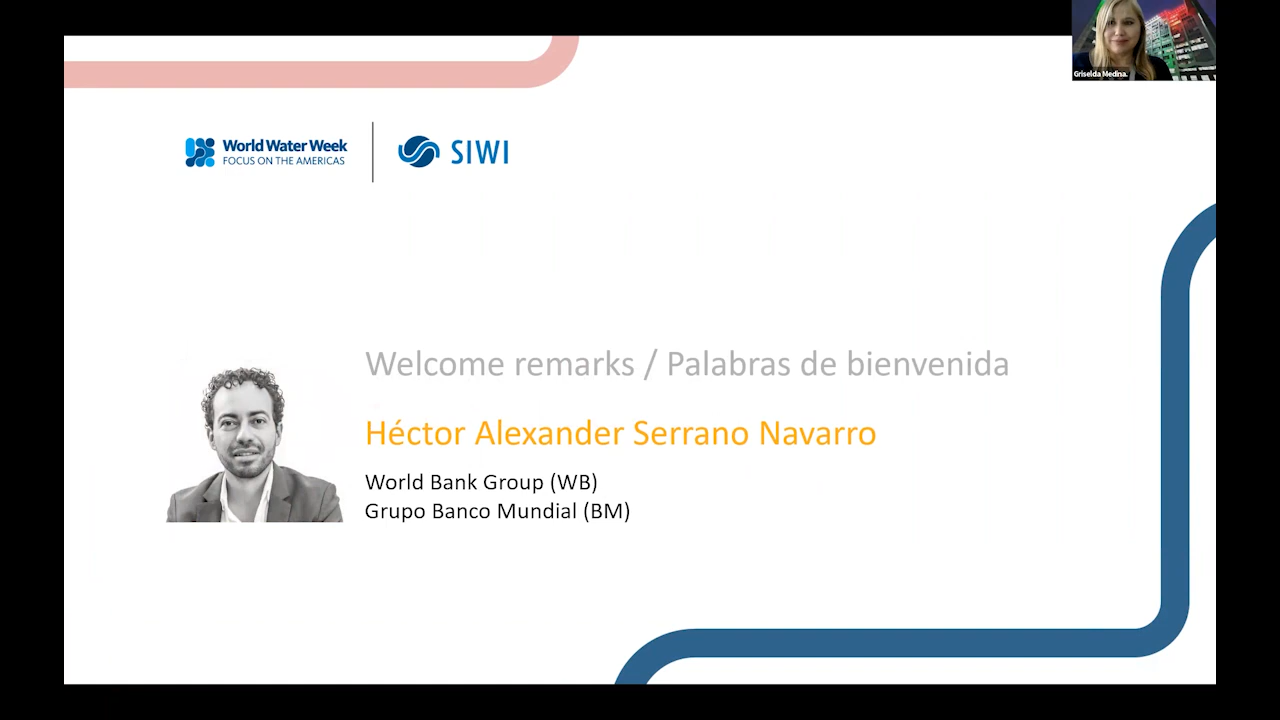 Griselda Medina.
World Water Week
FOCUS ON THE AMERICAS
SIWI
Welcome remarks / Palabras de bienvenida
Héctor Alexander Serrano Navarro
World Bank Group (WB)
Grupo Banco Mundial (BM)